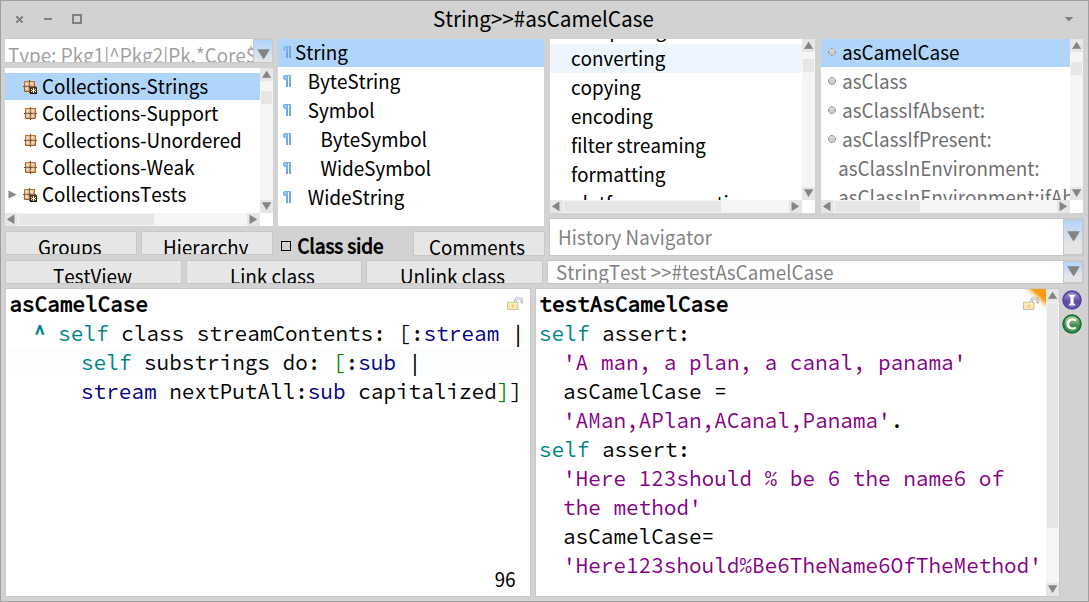 String>>#asCamelCase
Type: Pkg1|^Pkg2|Pk.*Core$
Collections-Strings
Collections-Support
Collections-Unordered
Collections-Weak
CollectionsTests
String
ByteString
Symbol
ByteSymbol
WideSymbol
WideString
converting
copying
encoding
filter streaming
formatting
asCamelCase
asClass
asClassIfAbsent:
asClassIfPresent:
asClassInEnvironment:
asClassInEnvironment:ifAb
Groups
Hierarchy
Class side
Comments
History Navigator
TestView
Link class
Unlink class
StringTest >>#testAsCamelCase
asCamelCase
^ self class streamContents: [:stream |
self substrings do: [:sub |
stream nextPutAll:sub capitalized]]
96
testAsCamelCase
self assert:
'A man, a plan, a canal, panama'
asCamelCase =
'AMan,APlan,ACanal,Panama'.
self assert:
'Here 123should % be 6 the name6 of
the method'
asCamelCase=
'Here123should%Be6TheName6OfTheMethod'
I
C